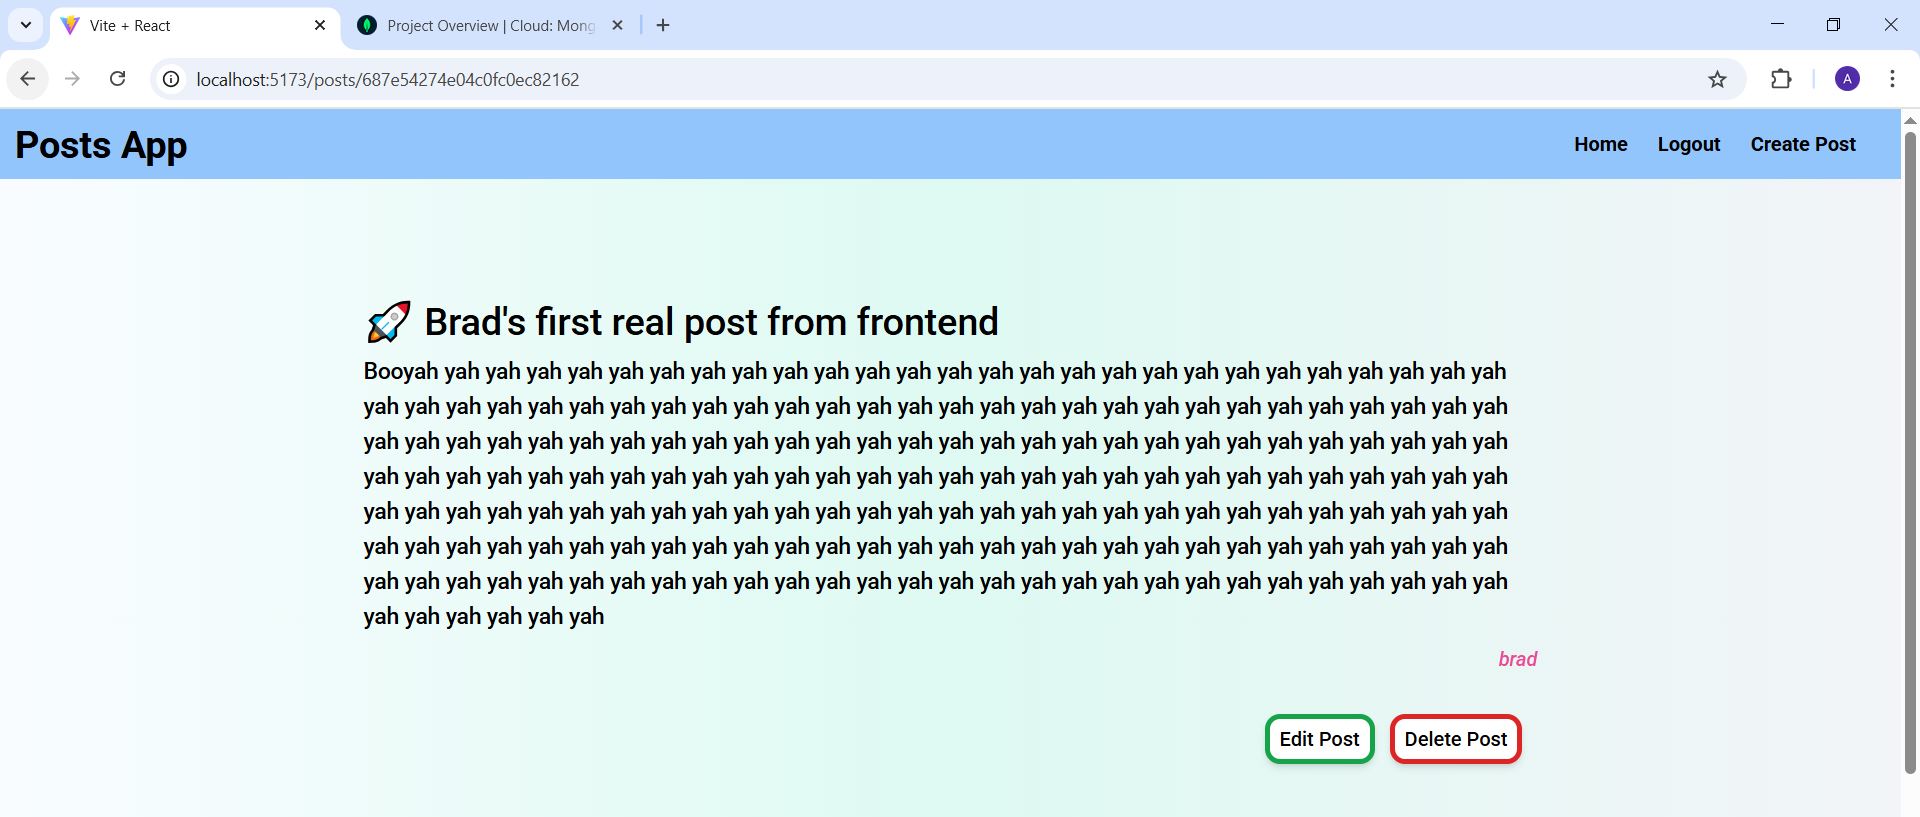 Vite + React
Project Overview | Cloud: Mong
localhost:5173/posts/687e54274e04c0fc0ec82162
A
Posts App
Home Logout Create Post
🚀 Brad's first real post from frontend
Booyah yah yah yah yah yah yah yah yah yah yah yah yah yah yah yah yah yah yah yah yah yah yah yah yah yah yah
yah yah yah yah yah yah yah yah yah yah yah yah yah yah yah yah yah yah yah yah yah yah yah yah yah yah yah yah
yah yah yah yah yah yah yah yah yah yah yah yah yah yah yah yah yah yah yah yah yah yah yah yah yah yah yah yah
yah yah yah yah yah yah yah yah yah yah yah yah yah yah yah yah yah yah yah yah yah yah yah yah yah yah yah yah
yah yah yah yah yah yah yah yah yah yah yah yah yah yah yah yah yah yah yah yah yah yah yah yah yah yah yah yah
yah yah yah yah yah yah yah yah yah yah yah yah yah yah yah yah yah yah yah yah yah yah yah yah yah yah yah yah
yah yah yah yah yah yah yah yah yah yah yah yah yah yah yah yah yah yah yah yah yah yah yah yah yah yah yah yah
yah yah yah yah yah yah
brad
Edit Post Delete Post